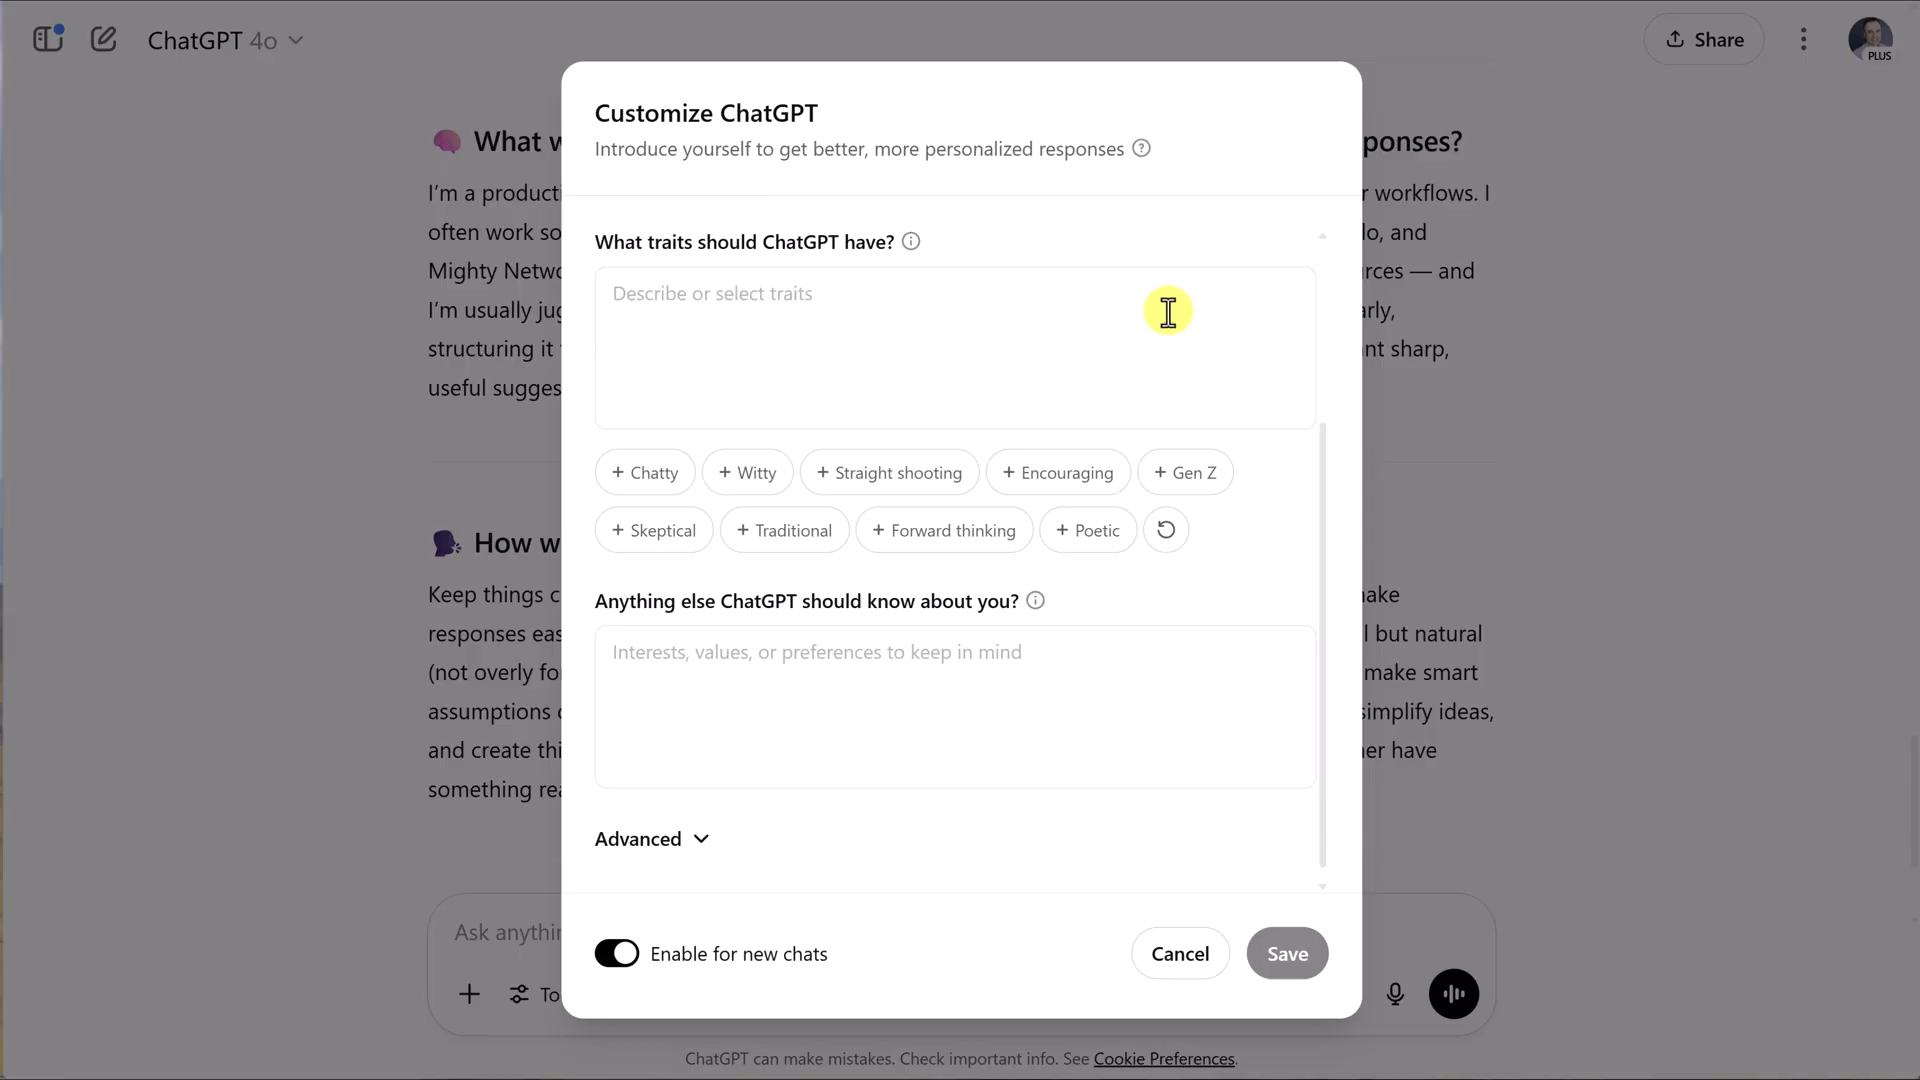 ChatGPT 4o
Share
PLUS
Customize ChatGPT
Introduce yourself to get better, more personalized responses
What w
ponses?
I'm a producti
r workflows. I
often work so
lo, and
Mighty Netwo
rces — and
I'm usually jug
arly,
structuring it
nt sharp,
useful sugges
What traits should ChatGPT have?
Describe or select traits
+ Chatty
+ Witty
+ Straight shooting
+ Encouraging
+ Gen Z
+ Skeptical
+ Traditional
+ Forward thinking
+ Poetic
How w
Keep things c
ake
responses eas
l but natural
(not overly fo
make smart
assumptions
simplify ideas,
and create thi
er have
something rea
Anything else ChatGPT should know about you?
Interests, values, or preferences to keep in mind
Advanced
Enable for new chats
Cancel
Save
Ask anythin
To
ChatGPT can make mistakes. Check important info. See Cookie Preferences.